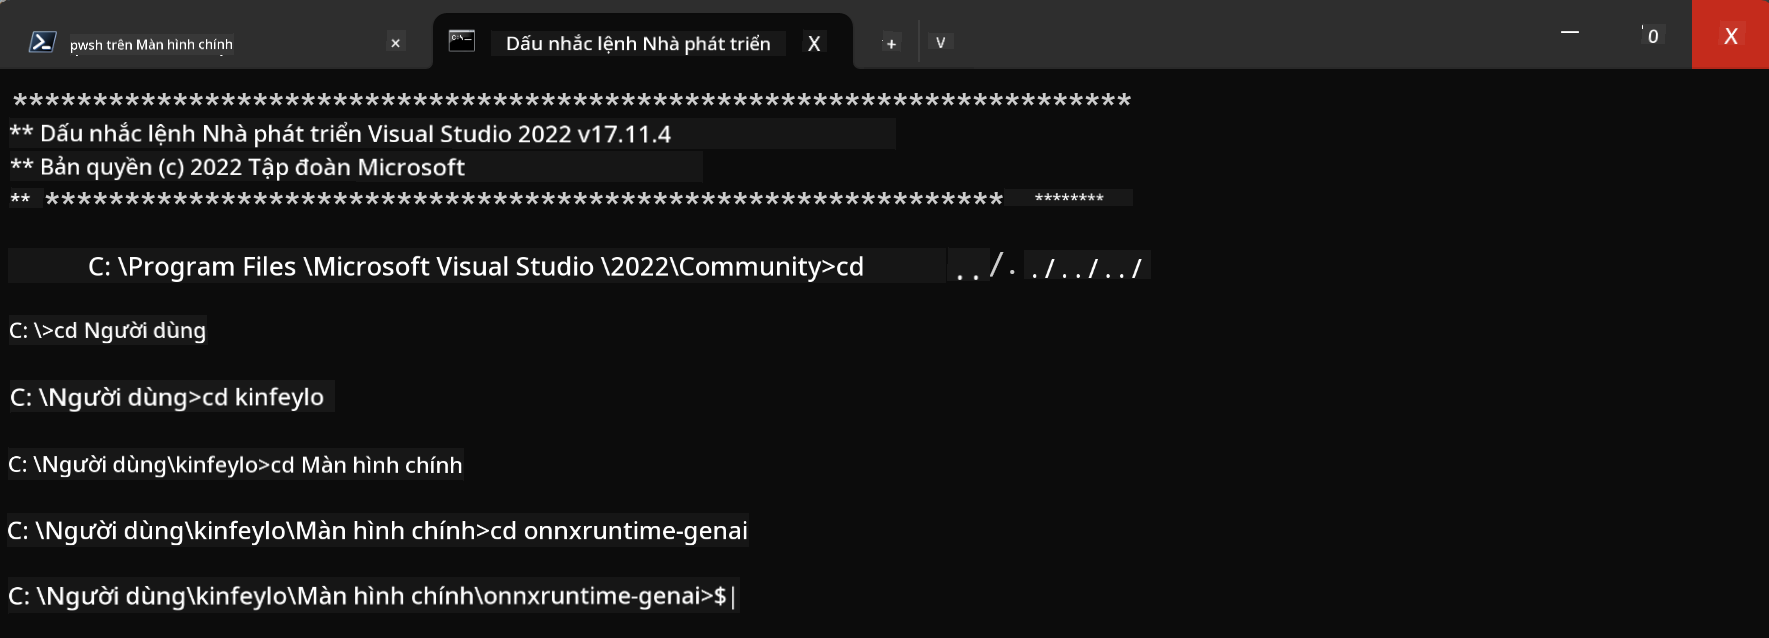 pwsh trên Màn hình chính × Dấu nhắc lệnh Nhà phát triển X + V — 0 X
**********************************************************************
** Dấu nhắc lệnh Nhà phát triển Visual Studio 2022 v17.11.4
** Bản quyền (c) 2022 Tập đoàn Microsoft
** ************************************************************ ********
C: \Program Files \Microsoft Visual Studio \2022\Community>cd ../. ./../../
C: \>cd Người dùng
C: \Người dùng>cd kinfeylo
C: \Người dùng\kinfeylo>cd Màn hình chính
C: \Người dùng\kinfeylo\Màn hình chính>cd onnxruntime-genai
C: \Người dùng\kinfeylo\Màn hình chính\onnxruntime-genai>$|